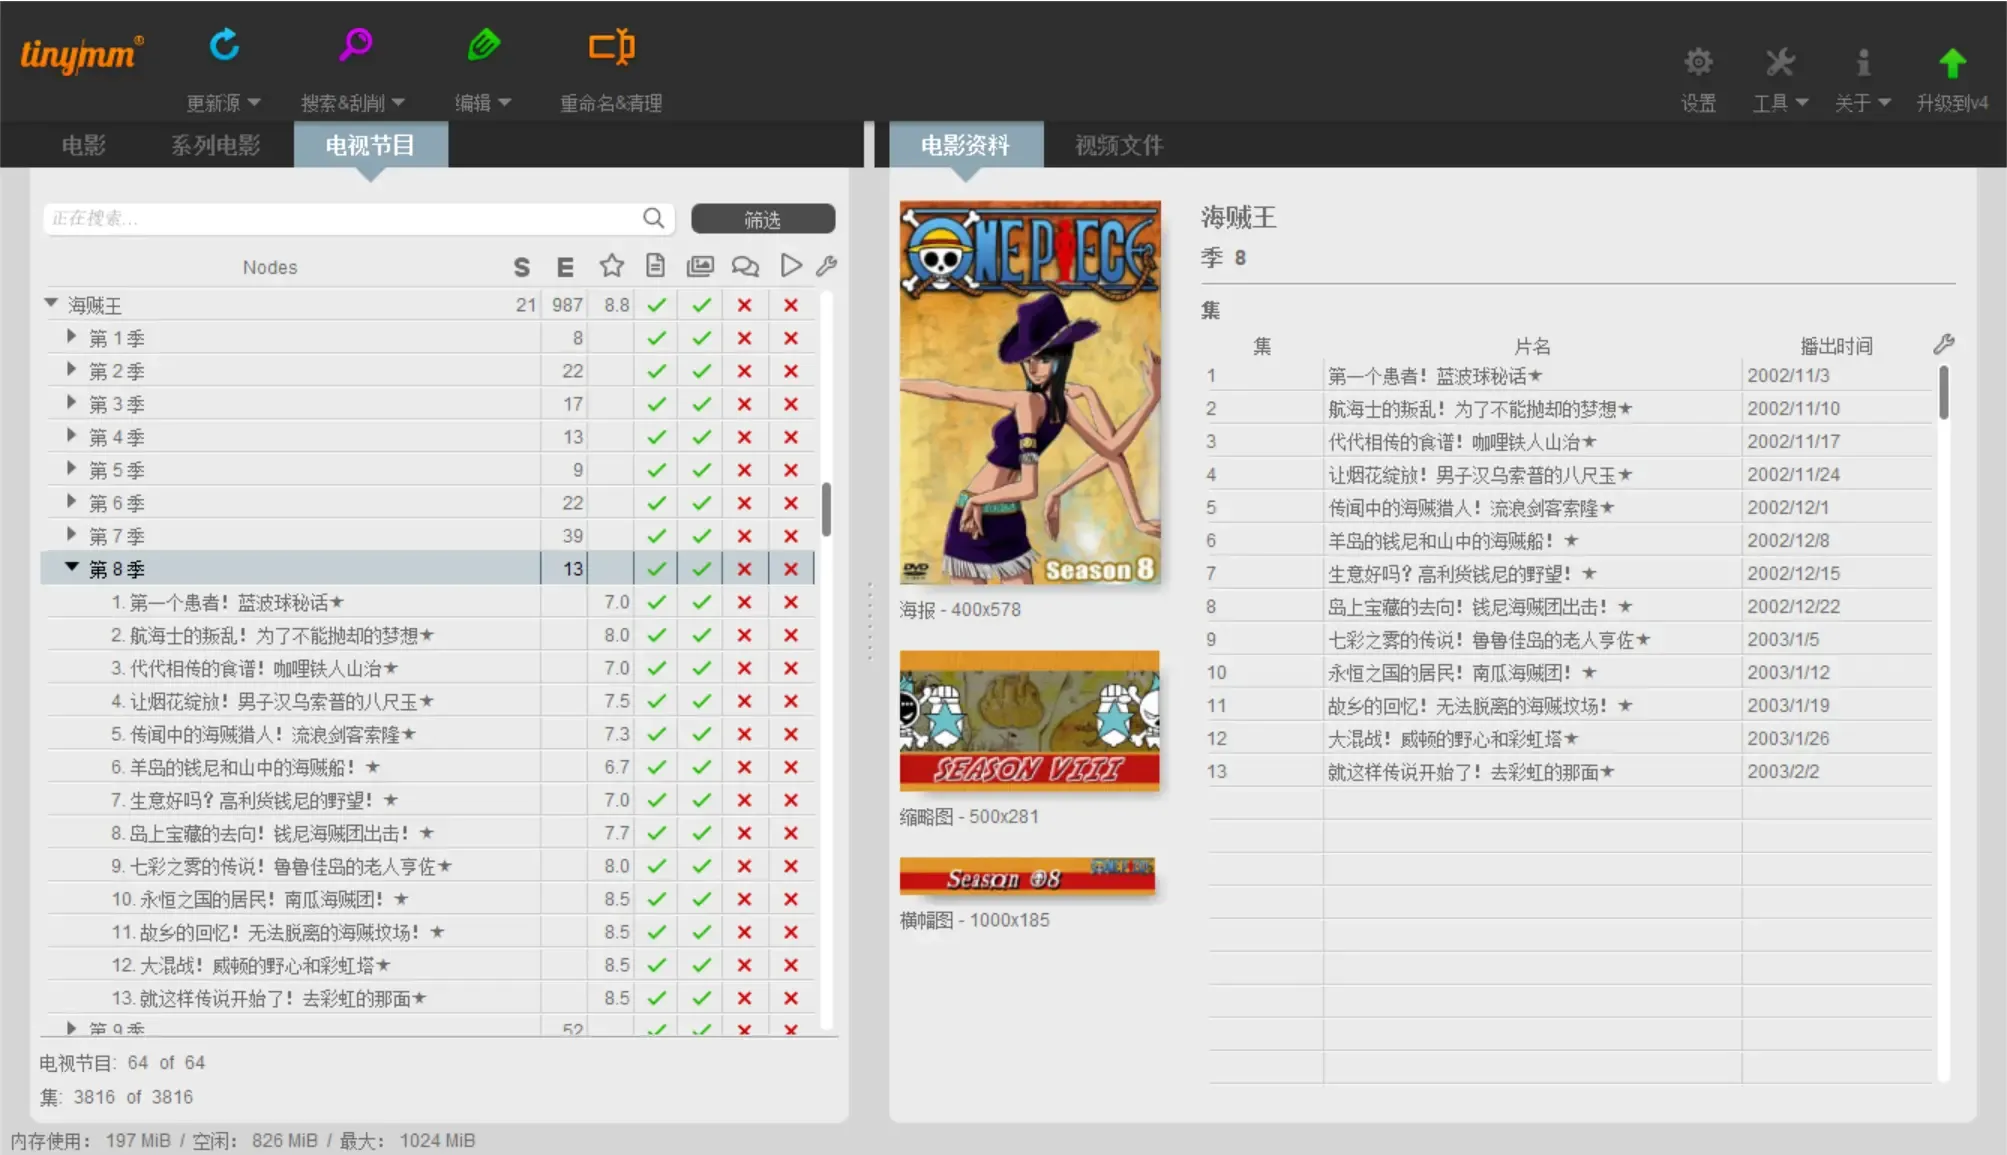 tinymm®
更新源 搜索&刮削 编辑 重命名&清理 设置 工具 关于 升级到v4
电影 系列电影 电视节目 电影资料 视频文件
正在搜索... 筛选
Nodes S E
海贼王 21 987 8.8
第 1 季 8
第 2 季 22
第 3 季 17
第 4 季 13
第 5 季 9
第 6 季 22
第 7 季 39
第 8 季 13
1. 第一个患者！蓝波球秘话★ 7.0
2. 航海士的叛乱！为了不能抛却的梦想★ 8.0
3. 代代相传的食谱！咖哩铁人山治★ 7.0
4. 让烟花绽放！男子汉乌索普的八尺玉★ 7.5
5. 传闻中的海贼猎人！流浪剑客索隆★ 7.3
6. 羊岛的钱尼和山中的海贼船！★ 6.7
7. 生意好吗？高利货钱尼的野望！★ 7.0
8. 岛上宝藏的去向！钱尼海贼团出击！★ 7.7
9. 七彩之雾的传说！鲁鲁佳岛的老人亨佐★ 8.0
10. 永恒之国的居民！南瓜海贼团！★ 8.5
11. 故乡的回忆！无法脱离的海贼坟场！★ 8.5
12. 大混战！威顿的野心和彩虹塔★ 8.5
13. 就这样传说开始了！去彩虹的那面★ 8.5
第 9 季 52
电视节目: 64 of 64
集: 3816 of 3816
内存使用： 197 MiB / 空闲： 826 MiB / 最大： 1024 MiB
ONE PIECE
DVD
Season 8
海报 - 400x578
SEASON VIII
缩略图 - 500x281
Season 08
ONE PIECE
横幅图 - 1000x185
海贼王
季 8
集
集 片名 播出时间
1 第一个患者！蓝波球秘话★ 2002/11/3
2 航海士的叛乱！为了不能抛却的梦想★ 2002/11/10
3 代代相传的食谱！咖哩铁人山治★ 2002/11/17
4 让烟花绽放！男子汉乌索普的八尺玉★ 2002/11/24
5 传闻中的海贼猎人！流浪剑客索隆★ 2002/12/1
6 羊岛的钱尼和山中的海贼船！★ 2002/12/8
7 生意好吗？高利货钱尼的野望！★ 2002/12/15
8 岛上宝藏的去向！钱尼海贼团出击！★ 2002/12/22
9 七彩之雾的传说！鲁鲁佳岛的老人亨佐★ 2003/1/5
10 永恒之国的居民！南瓜海贼团！★ 2003/1/12
11 故乡的回忆！无法脱离的海贼坟场！★ 2003/1/19
12 大混战！威顿的野心和彩虹塔★ 2003/1/26
13 就这样传说开始了！去彩虹的那面★ 2003/2/2